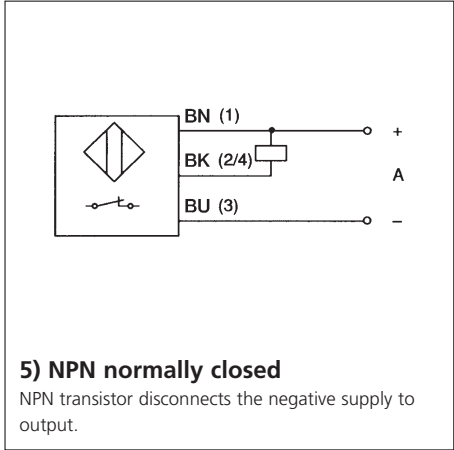 BN (1)
+
BK (2/4)
A
BU (3)
–
5) NPN normally closed
NPN transistor disconnects the negative supply to
output.